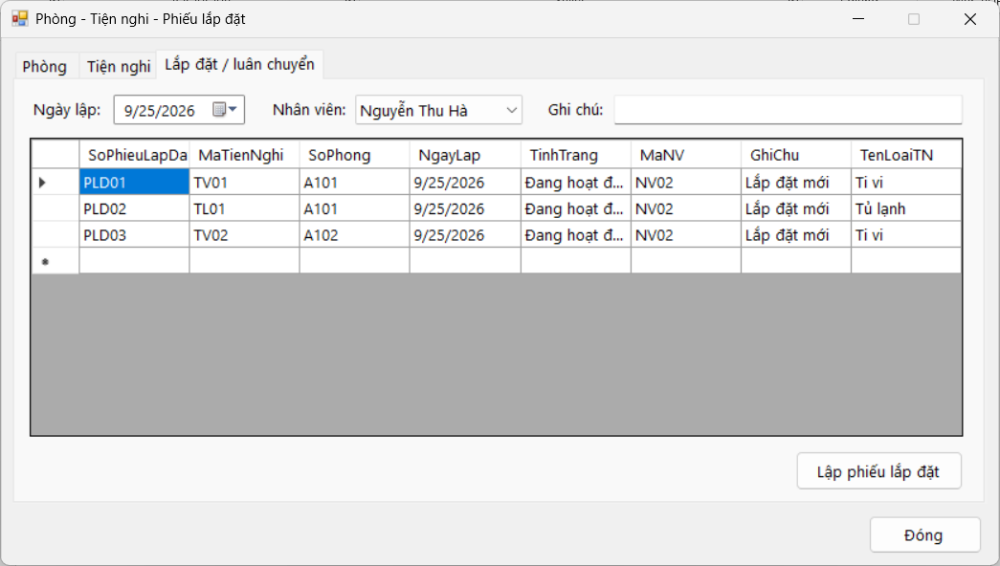 Phòng - Tiện nghi - Phiếu lắp đặt
Phòng Tiện nghi Lắp đặt / luân chuyển
Ngày lập: 9/25/2026 Nhân viên: Nguyễn Thu Hà Ghi chú:
SoPhieuLapDa MaTienNghi SoPhong NgayLap TinhTrang MaNV GhiChu TenLoaiTN
PLD01 TV01 A101 9/25/2026 Đang hoạt đ... NV02 Lắp đặt mới Ti vi
PLD02 TL01 A101 9/25/2026 Đang hoạt đ... NV02 Lắp đặt mới Tủ lạnh
PLD03 TV02 A102 9/25/2026 Đang hoạt đ... NV02 Lắp đặt mới Ti vi
Lập phiếu lắp đặt
Đóng